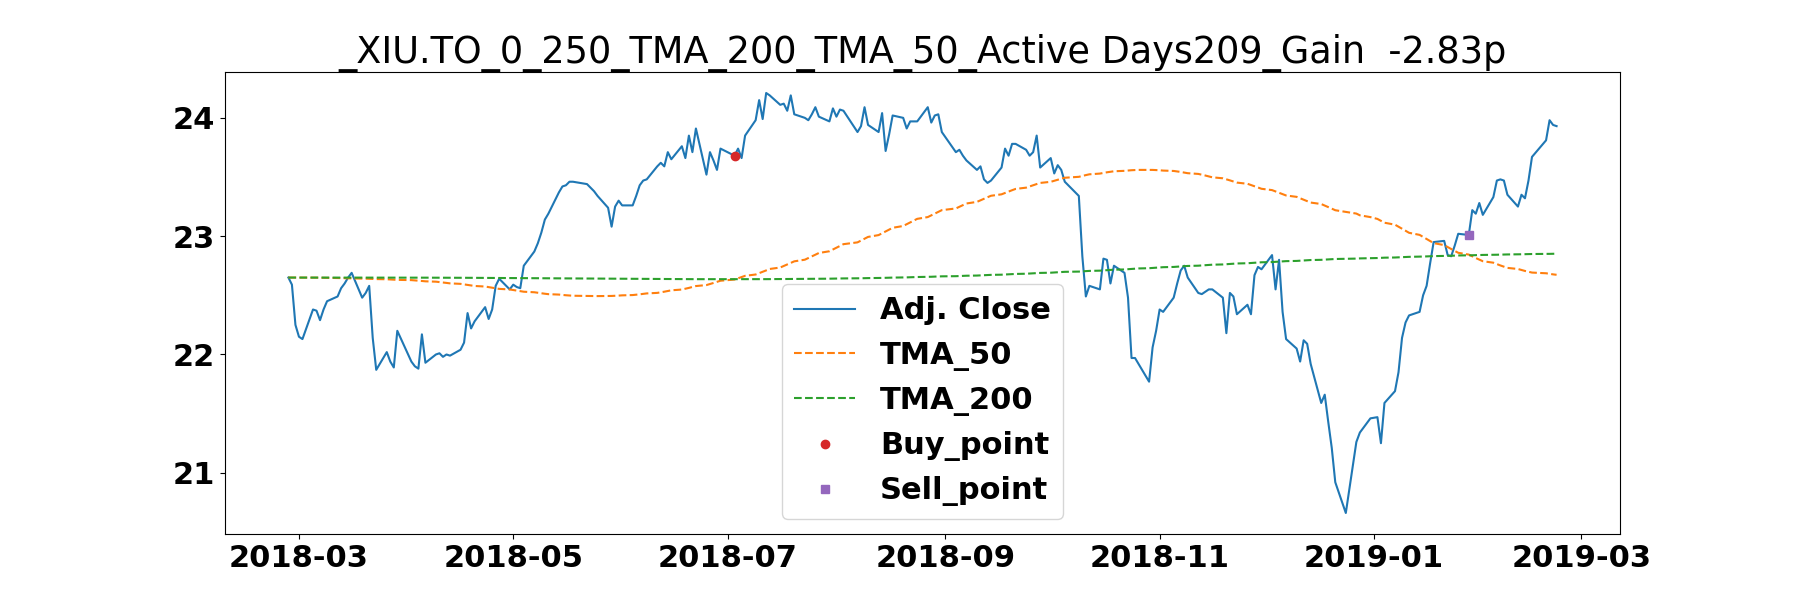 _XIU.TO_0_250_TMA_200_TMA_50_Active Days209_Gain  -2.83p
24
23
22
21
Adj. Close
TMA_50
TMA_200
Buy_point
Sell_point
2018-03 2018-05 2018-07 2018-09 2018-11 2019-01 2019-03